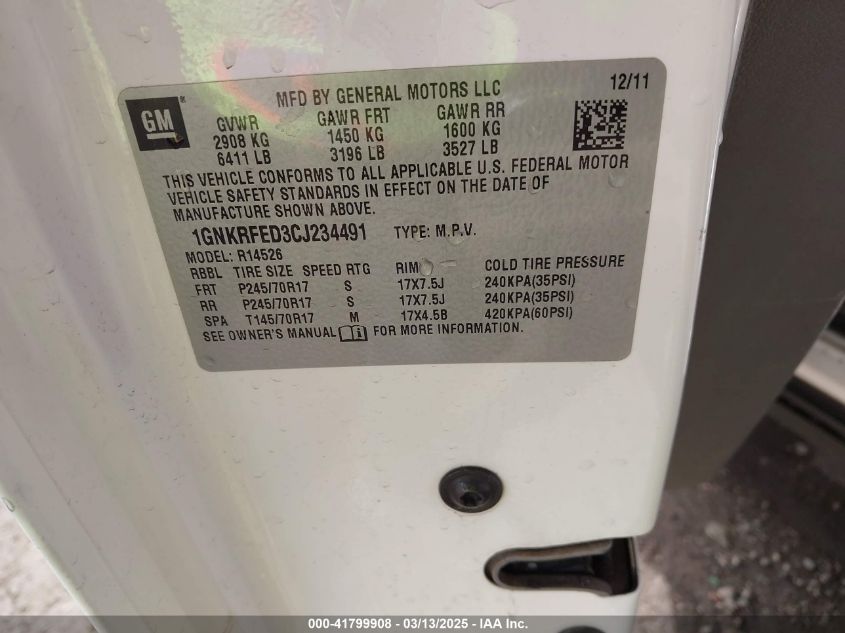 GM
MFD BY GENERAL MOTORS LLC 12/11
GVWR GAWR FRT GAWR RR
2908 KG 1450 KG 1600 KG
6411 LB 3196 LB 3527 LB
THIS VEHICLE CONFORMS TO ALL APPLICABLE U.S. FEDERAL MOTOR
VEHICLE SAFETY STANDARDS IN EFFECT ON THE DATE OF
MANUFACTURE SHOWN ABOVE.
1GNKRFED3CJ234491 TYPE: M.P.V.
MODEL: R14526
RBBL TIRE SIZE SPEED RTG RIM COLD TIRE PRESSURE
FRT P245/70R17 S 17X7.5J 240KPA(35PSI)
RR P245/70R17 S 17X7.5J 240KPA(35PSI)
SPA T145/70R17 M 17X4.5B 420KPA(60PSI)
SEE OWNER'S MANUAL FOR MORE INFORMATION.
000-41799908 - 03/13/2025 - IAA Inc.